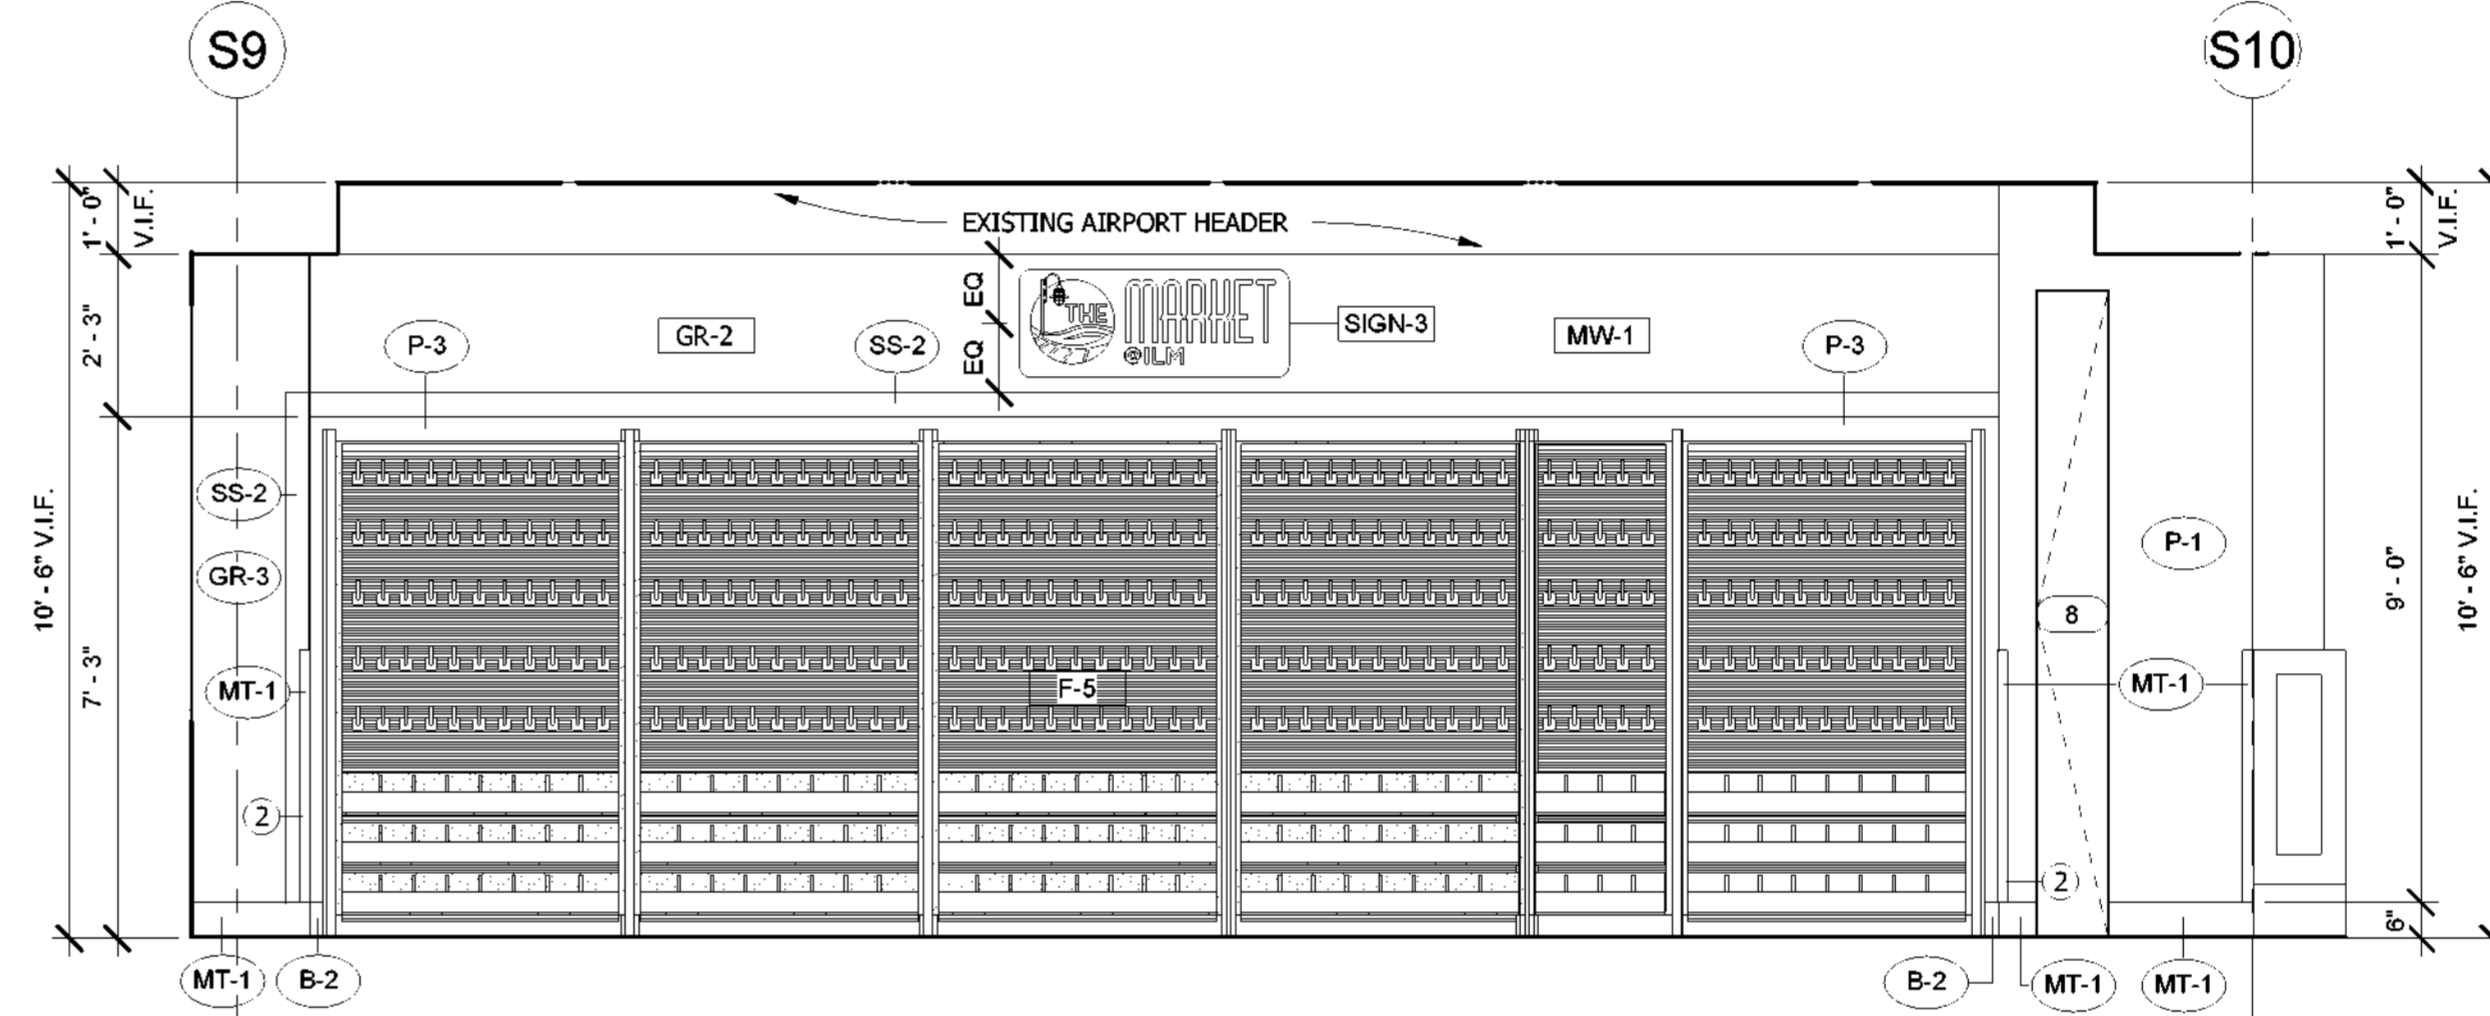 S9
S10
1' - 0"
V.I.F.
EXISTING AIRPORT HEADER
1' - 0"
V.I.F.
2' - 3"
P-3
GR-2
SS-2
EQ
EQ
THE
MARKET
@ILM
SIGN-3
MW-1
P-3
SS-2
GR-3
10' - 6" V.I.F.
7' - 3"
MT-1
2
F-5
8
P-1
MT-1
9' - 0"
10' - 6" V.I.F.
2
6"
MT-1
B-2
B-2
MT-1
MT-1